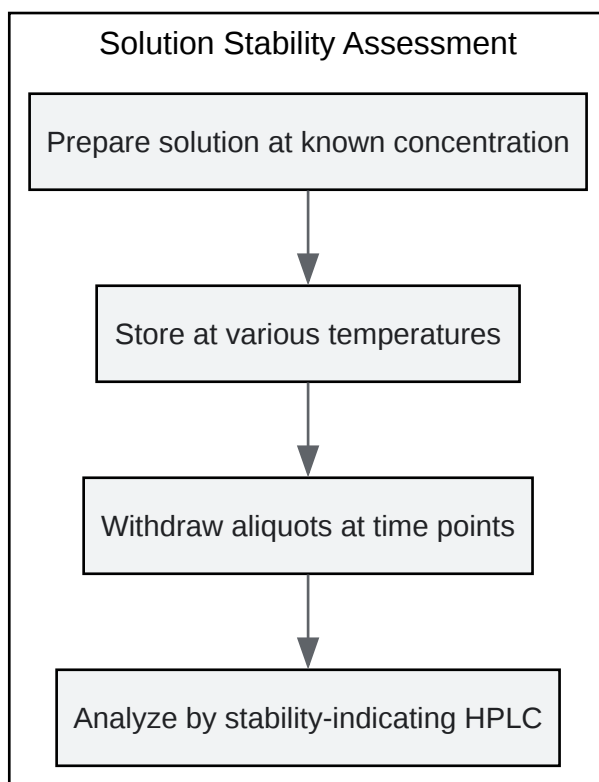 Solution Stability Assessment
Prepare solution at known concentration
Store at various temperatures
Withdraw aliquots at time points
Analyze by stability-indicating HPLC